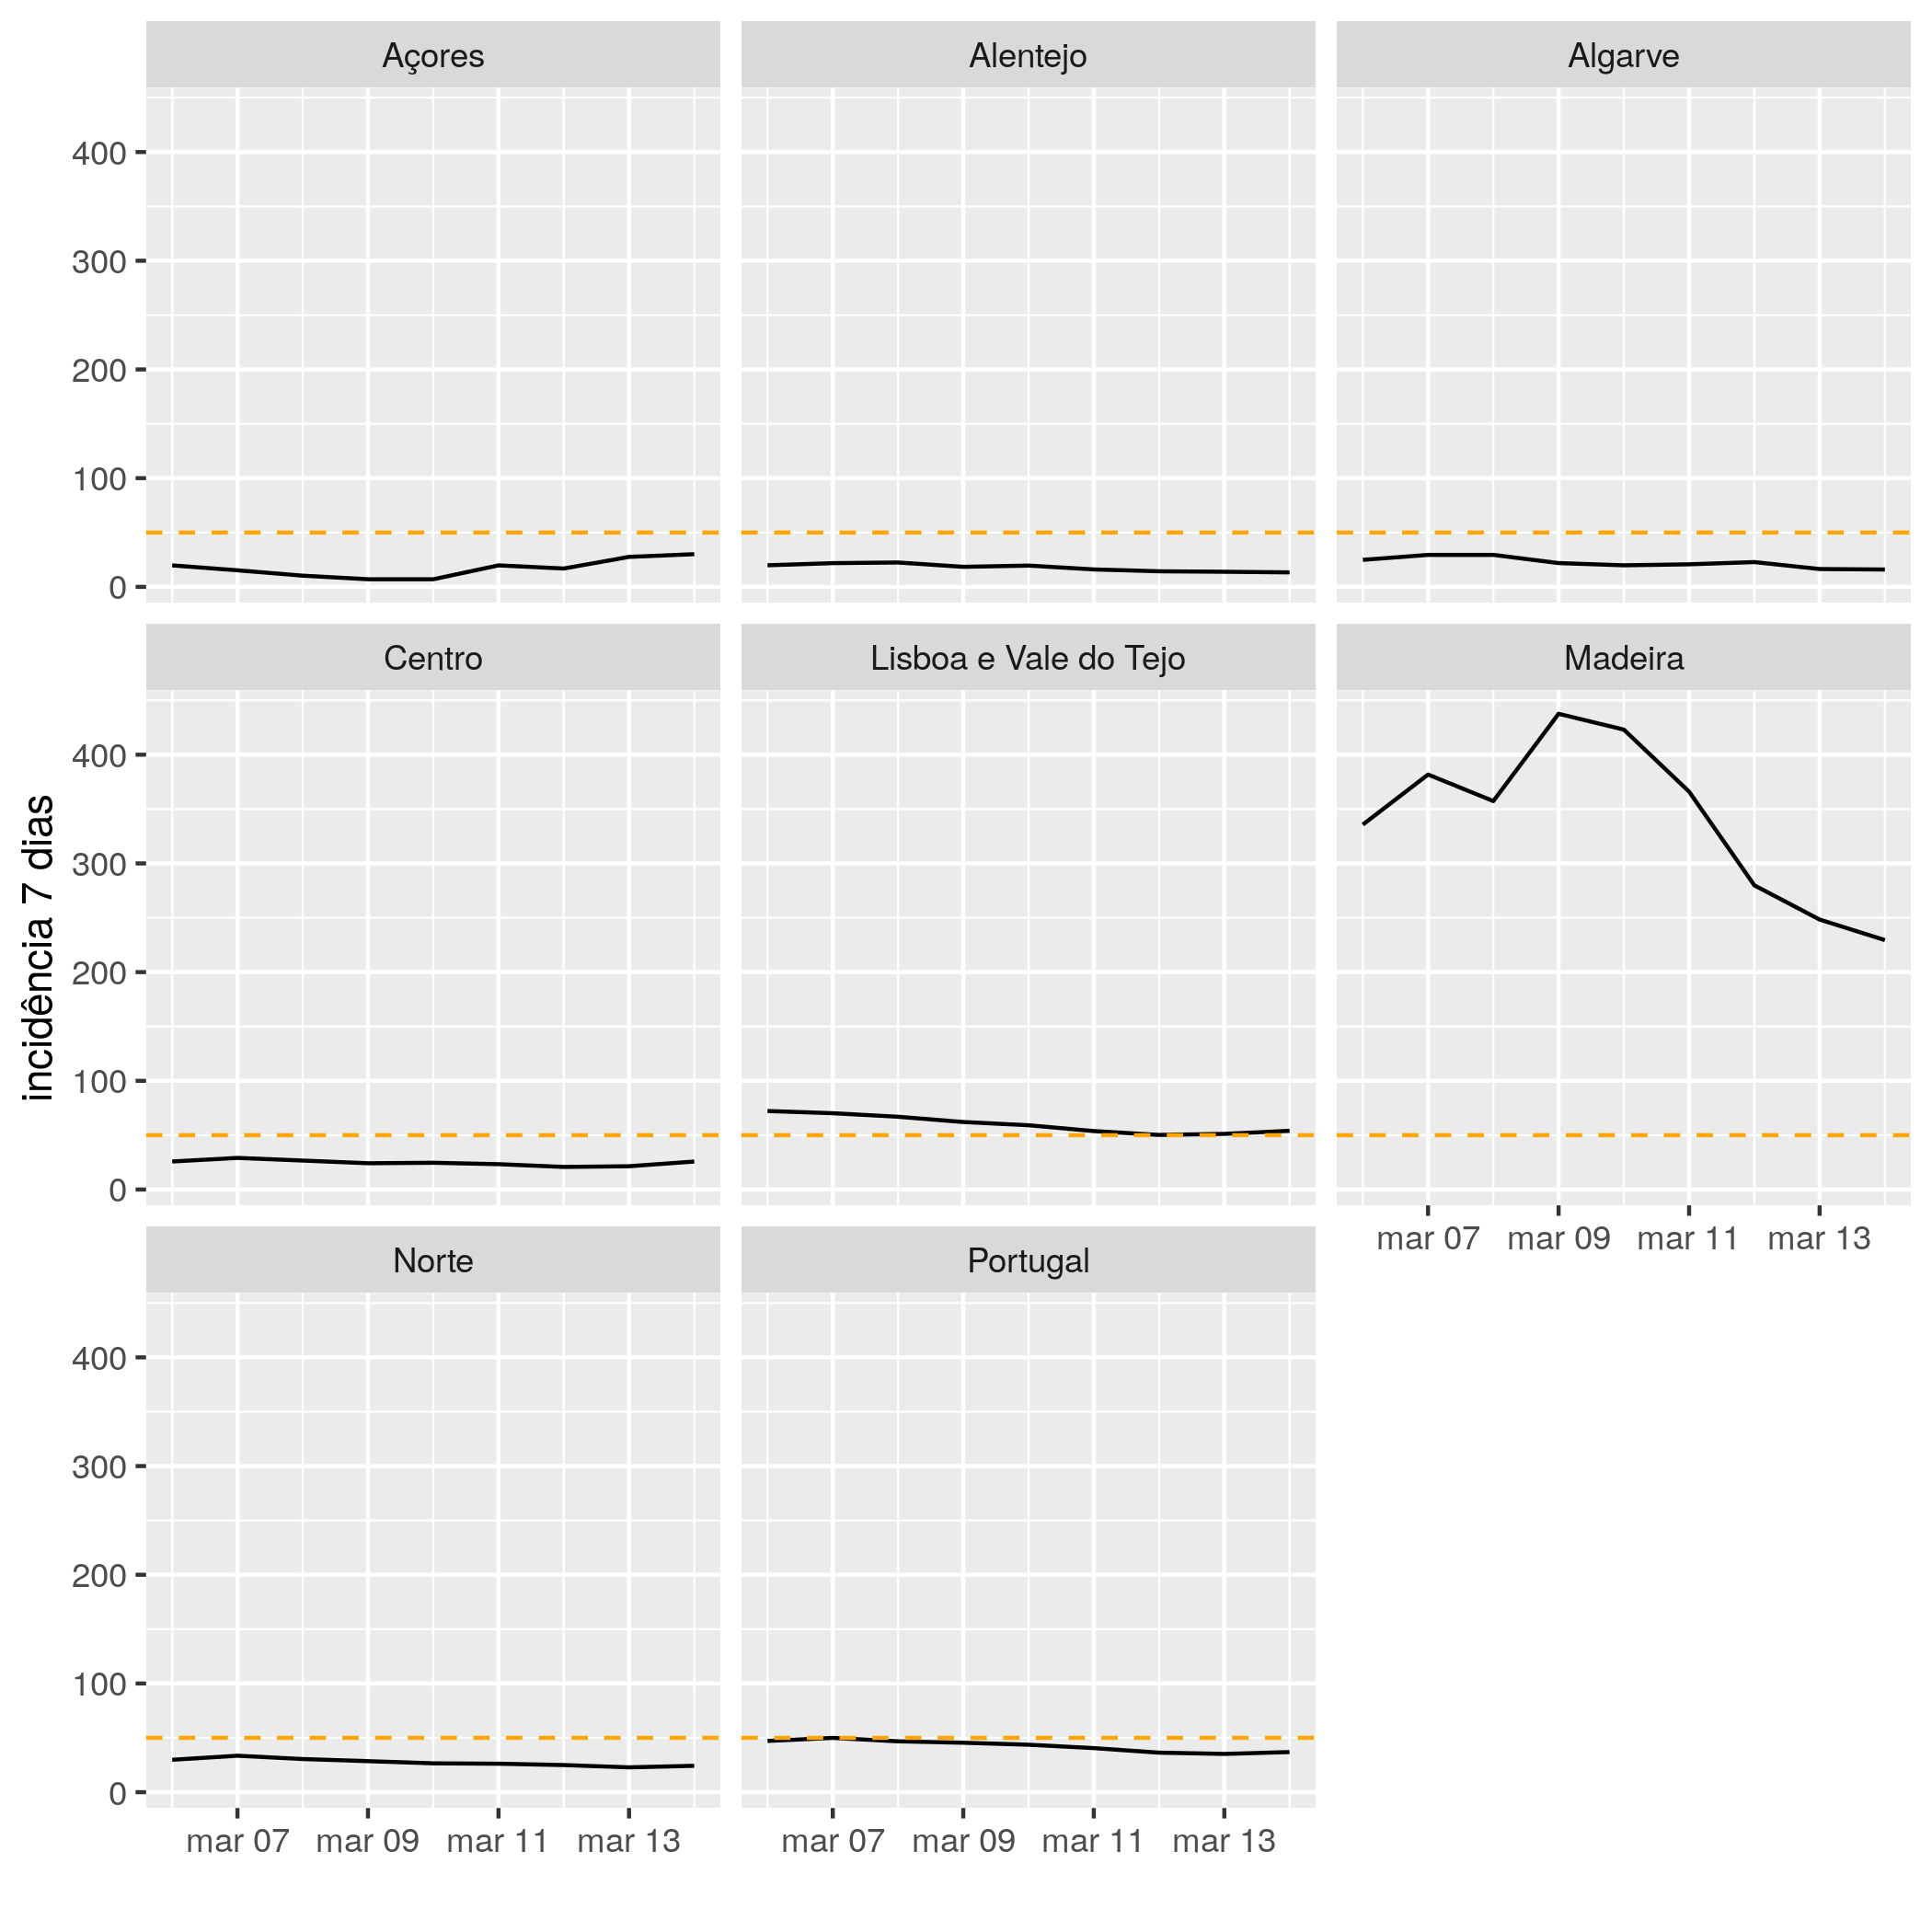 Açores
Alentejo
Algarve
400
300
200
100
0
Centro
Lisboa e Vale do Tejo
Madeira
incidência 7 dias
400
300
200
100
0
mar 07 mar 09 mar 11 mar 13
Norte
Portugal
400
300
200
100
0
mar 07 mar 09 mar 11 mar 13
mar 07 mar 09 mar 11 mar 13